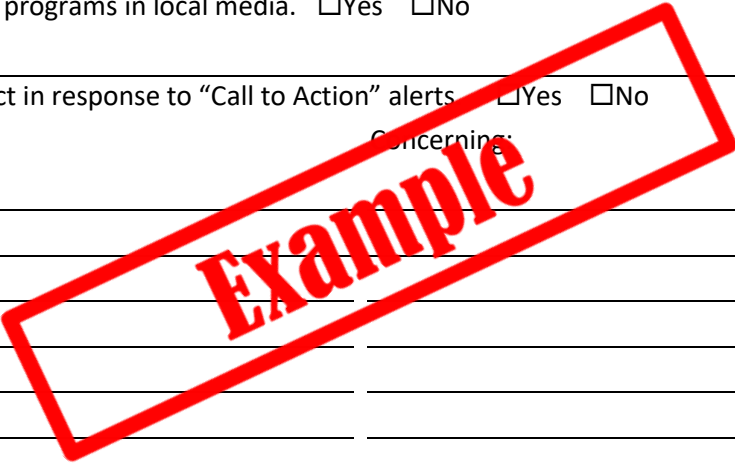 programs in local media. ☐Yes ☐No
ct in response to “Call to Action” alerts ☐Yes ☐No
Concerning:
Example